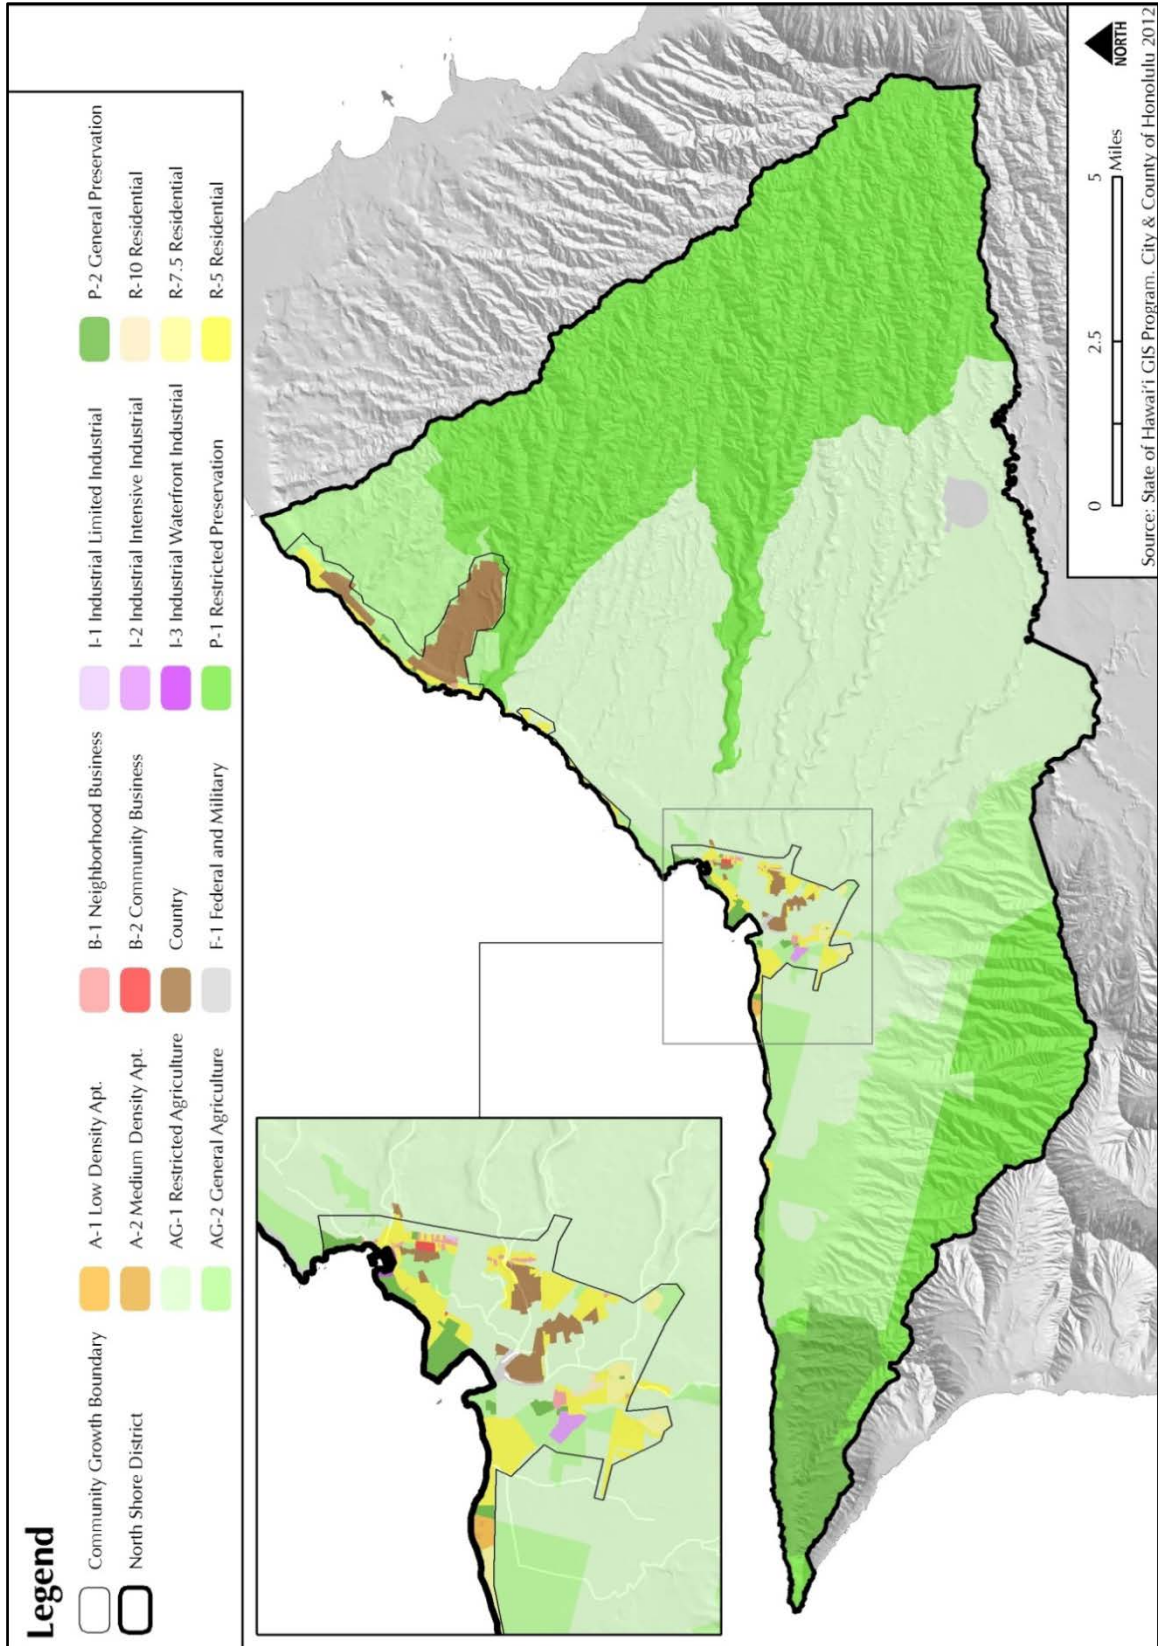 Legend
Community Growth Boundary
North Shore District
A-1 Low Density Apt.
A-2 Medium Density Apt.
AG-1 Restricted Agriculture
AG-2 General Agriculture
B-1 Neighborhood Business
B-2 Community Business
Country
F-1 Federal and Military
I-1 Industrial Limited Industrial
I-2 Industrial Intensive Industrial
I-3 Industrial Waterfront Industrial
P-1 Restricted Preservation
P-2 General Preservation
R-10 Residential
R-7.5 Residential
R-5 Residential
NORTH
0 2.5 5
Miles
Source: State of Hawai'i GIS Program. City & County of Honolulu 2012